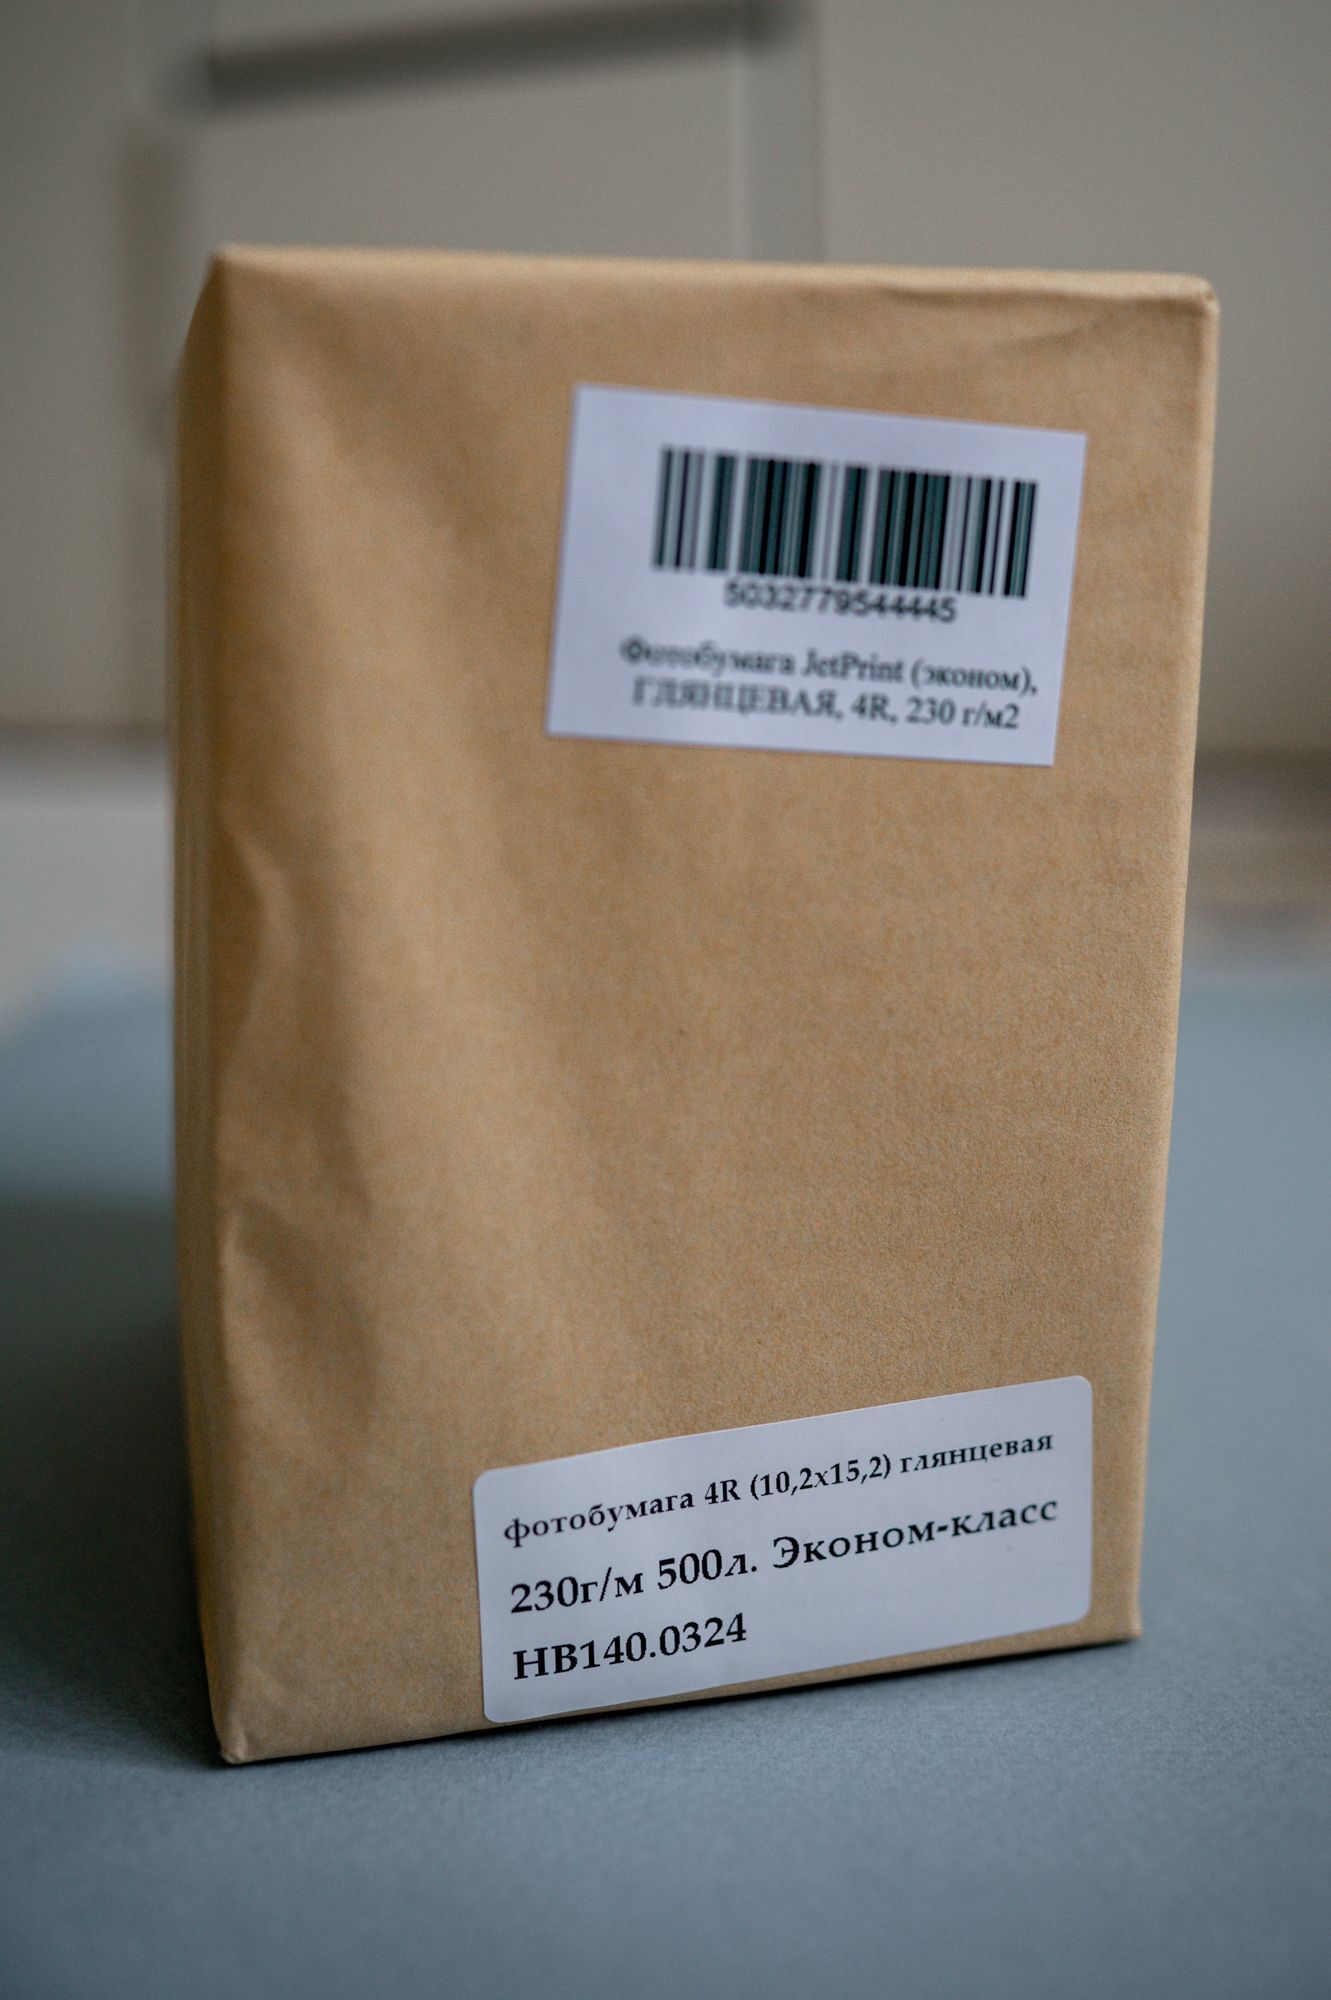 5032779544445
Фотобумага JetPrint (эконом),
ГЛЯНЦЕВАЯ, 4R, 230 г/м2
фотобумага 4R (10,2х15,2) глянцевая
230г/м 500л. Эконом-класс
НВ140.0324